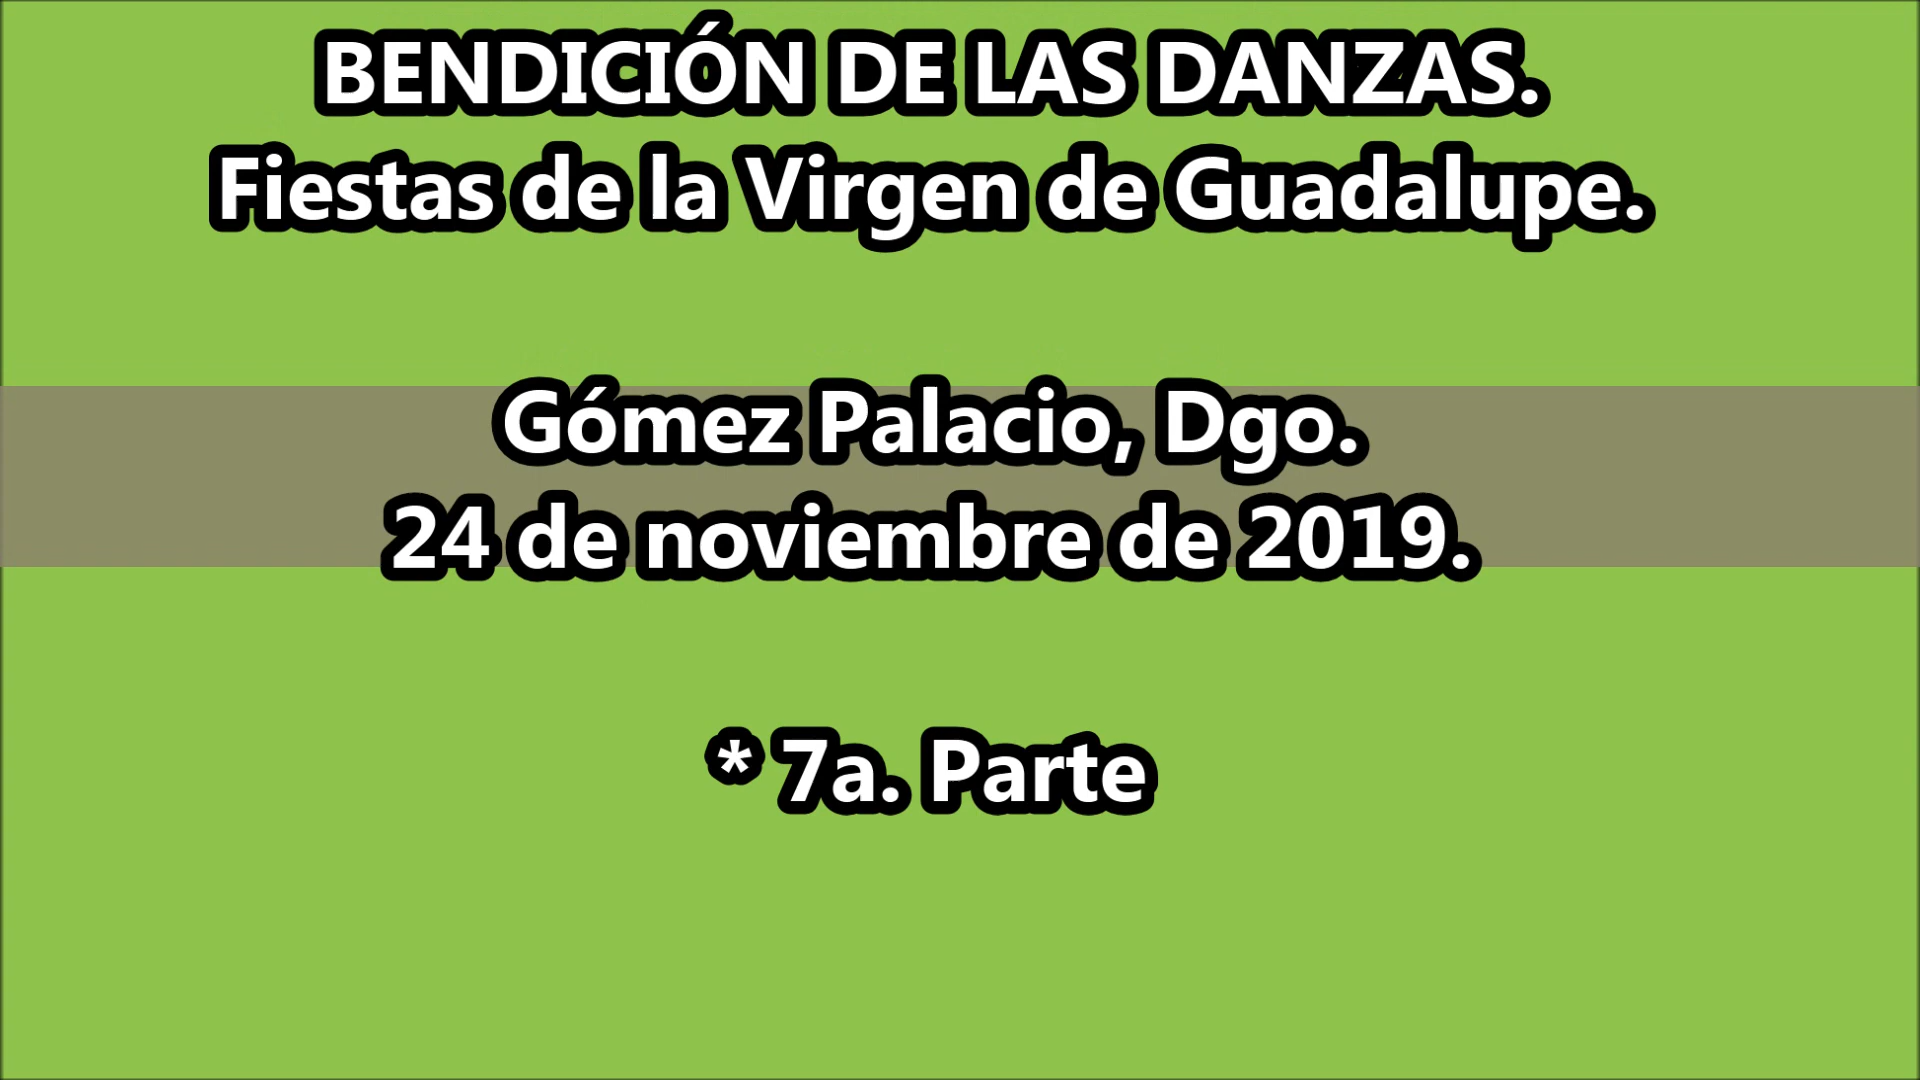 BENDICIÓN DE LAS DANZAS.
Fiestas de la Virgen de Guadalupe.
Gómez Palacio, Dgo.
24 de noviembre de 2019.
* 7a. Parte